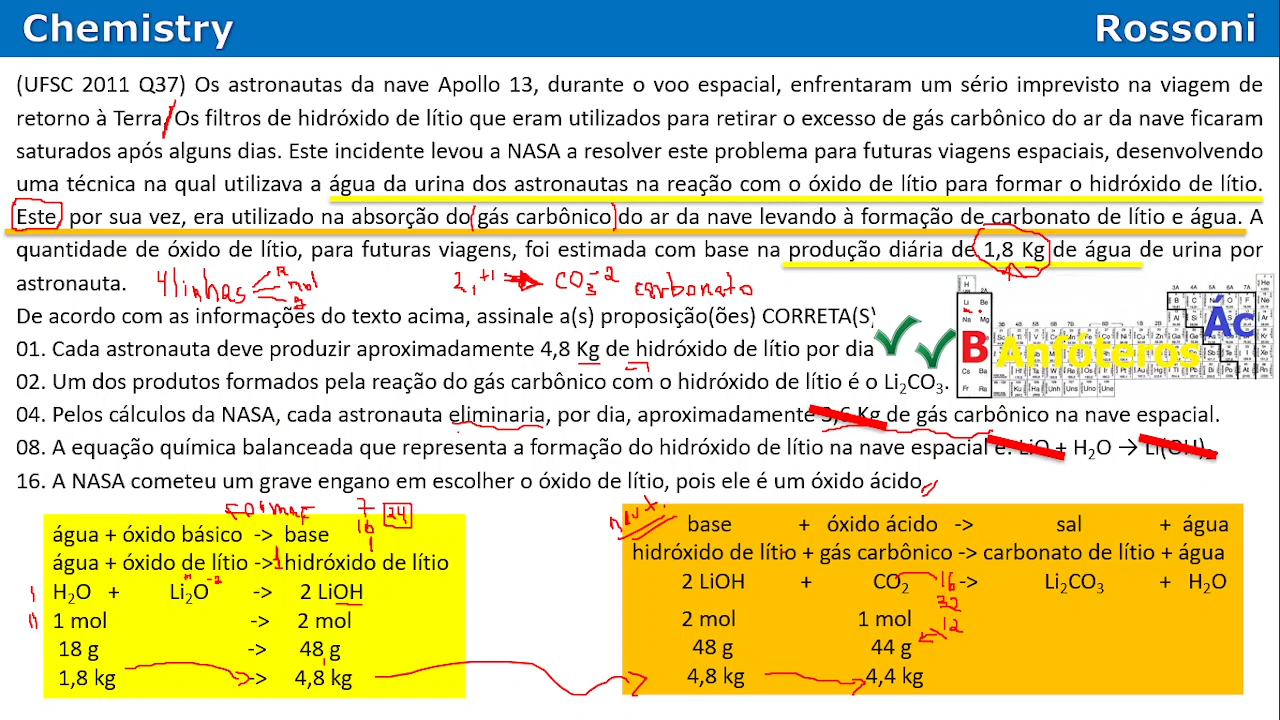 Chemistry
Rossoni
(UFSC 2011 Q37) Os astronautas da nave Apollo 13, durante o voo espacial, enfrentaram um sério imprevisto na viagem de
retorno à Terra. Os filtros de hidróxido de lítio que eram utilizados para retirar o excesso de gás carbônico do ar da nave ficaram
saturados após alguns dias. Este incidente levou a NASA a resolver este problema para futuras viagens espaciais, desenvolvendo
uma técnica na qual utilizava a água da urina dos astronautas na reação com o óxido de lítio para formar o hidróxido de lítio.
Este por sua vez, era utilizado na absorção do gás carbônico do ar da nave levando à formação de carbonato de lítio e água. A
quantidade de óxido de lítio, para futuras viagens, foi estimada com base na produção diária de 1,8 Kg de água de urina por
astronauta.
4 linhas
mol
g
CO₃⁻² carbonato
De acordo com as informações do texto acima, assinale a(s) proposição(ões) CORRETA(S)
01. Cada astronauta deve produzir aproximadamente 4,8 Kg de hidróxido de lítio por dia
02. Um dos produtos formados pela reação do gás carbônico com o hidróxido de lítio é o Li₂CO₃.
04. Pelos cálculos da NASA, cada astronauta eliminaria, por dia, aproximadamente 3,6 Kg de gás carbônico na nave espacial.
08. A equação química balanceada que representa a formação do hidróxido de lítio na nave espacial é: LiO + H₂O → Li(OH)₂
16. A NASA cometeu um grave engano em escolher o óxido de lítio, pois ele é um óxido ácido.
B
Anfóteros
Ác
7
16
1
24
água + óxido básico -> base
água + óxido de lítio -> hidróxido de lítio
H₂O + Li₂O -> 2 LiOH
1 mol -> 2 mol
18 g -> 48 g
1,8 kg -> 4,8 kg
neut.
base + óxido ácido -> sal + água
hidróxido de lítio + gás carbônico -> carbonato de lítio + água
2 LiOH + CO₂ -> Li₂CO₃ + H₂O
16
32
12
2 mol 1 mol
48 g 44 g
4,8 kg 4,4 kg